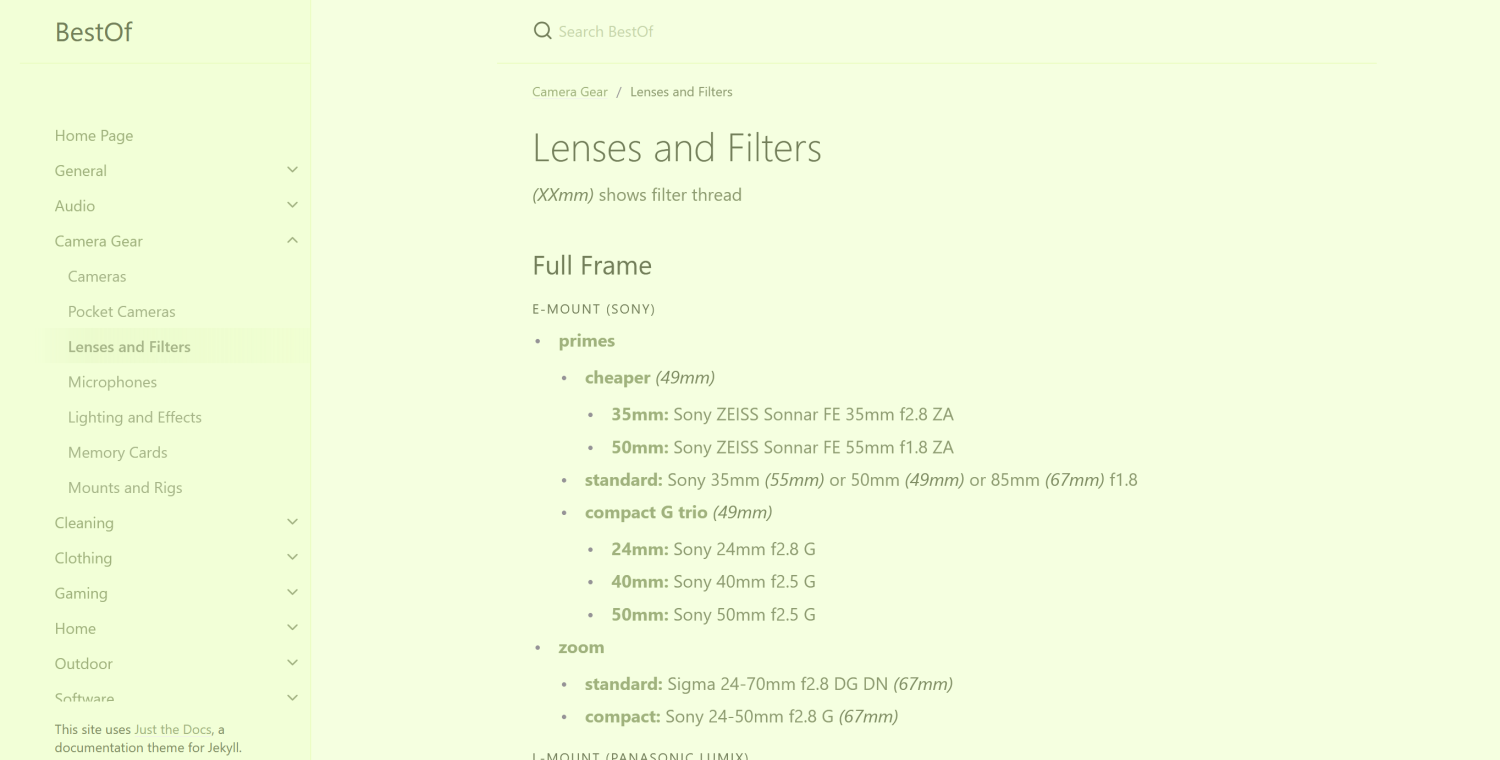 BestOf
Search BestOf
Home Page
General
Audio
Camera Gear
Cameras
Pocket Cameras
Lenses and Filters
Microphones
Lighting and Effects
Memory Cards
Mounts and Rigs
Cleaning
Clothing
Gaming
Home
Outdoor
Software
This site uses Just the Docs, a
documentation theme for Jekyll.
Camera Gear / Lenses and Filters
Lenses and Filters
(XXmm) shows filter thread
Full Frame
E-MOUNT (SONY)
• primes
• cheaper (49mm)
• 35mm: Sony ZEISS Sonnar FE 35mm f2.8 ZA
• 50mm: Sony ZEISS Sonnar FE 55mm f1.8 ZA
• standard: Sony 35mm (55mm) or 50mm (49mm) or 85mm (67mm) f1.8
• compact G trio (49mm)
• 24mm: Sony 24mm f2.8 G
• 40mm: Sony 40mm f2.5 G
• 50mm: Sony 50mm f2.5 G
• zoom
• standard: Sigma 24-70mm f2.8 DG DN (67mm)
• compact: Sony 24-50mm f2.8 G (67mm)
L-MOUNT (PANASONIC LUMIX)